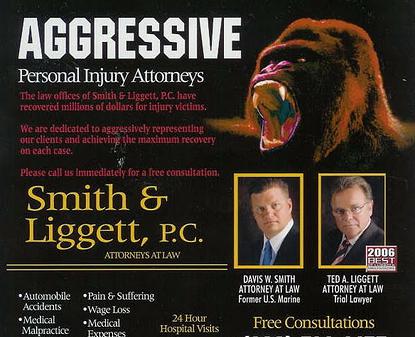 AGGRESSIVE
Personal Injury Attorneys
The law offices of Smith & Liggett, P.C. have
recovered millions of dollars for injury victims.
We are dedicated to aggressively representing
our clients and achieving the maximum recovery
on each case.
Please call us immediately for a free consultation.
Smith &
Liggett, P.C.
ATTORNEYS AT LAW
2006
BEST
DAVIS W. SMITH
ATTORNEY AT LAW
Former U.S. Marine
TED A. LIGGETT
ATTORNEY AT LAW
Trial Lawyer
•Automobile
Accidents
•Medical
Malpractice
•Pain & Suffering
•Wage Loss
•Medical
Expenses
24 Hour
Hospital Visits
Free Consultations